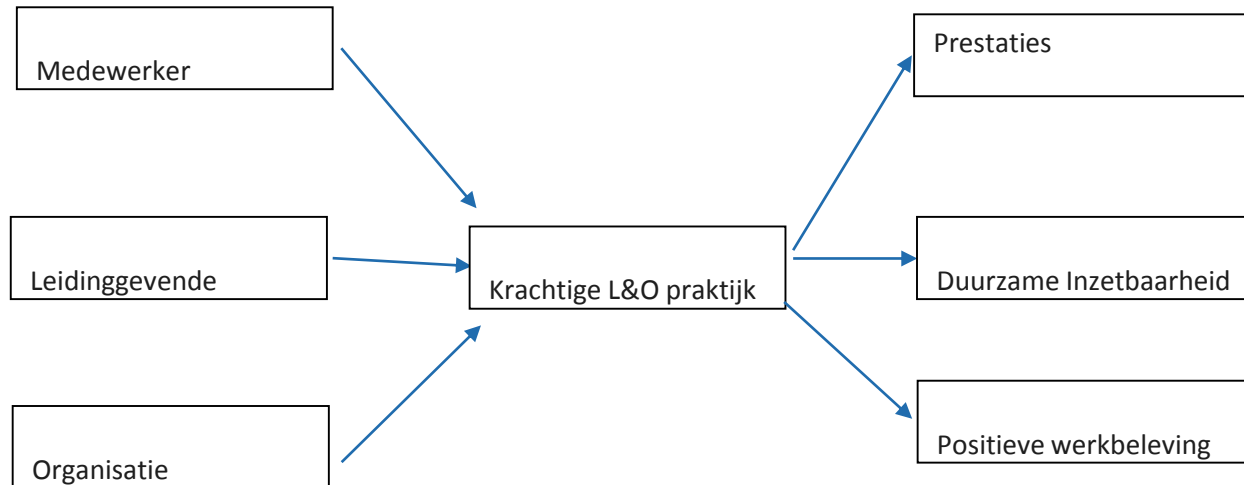 Medewerker
Leidinggevende
Organisatie
Krachtige L&O praktijk
Prestaties
Duurzame Inzetbaarheid
Positieve werkbeleving